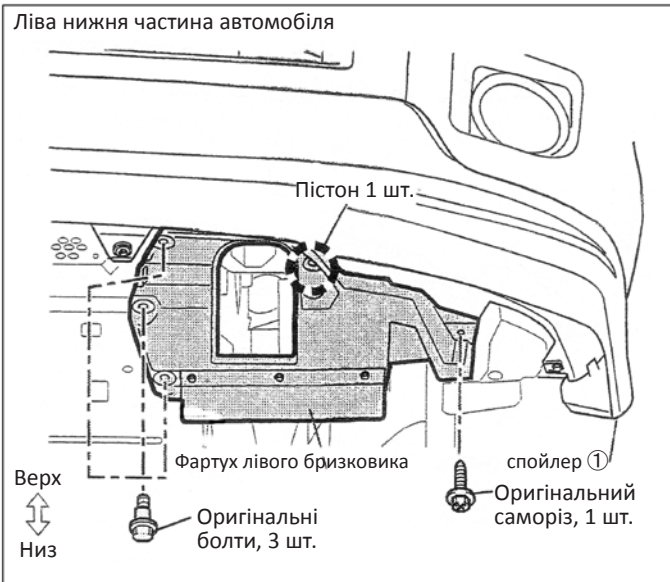 Ліва нижня частина автомобіля
Пістон 1 шт.
Фартух лівого бризковика
спойлер ①
Верх
Низ
Оригінальні
болти, 3 шт.
Оригінальний
саморіз, 1 шт.